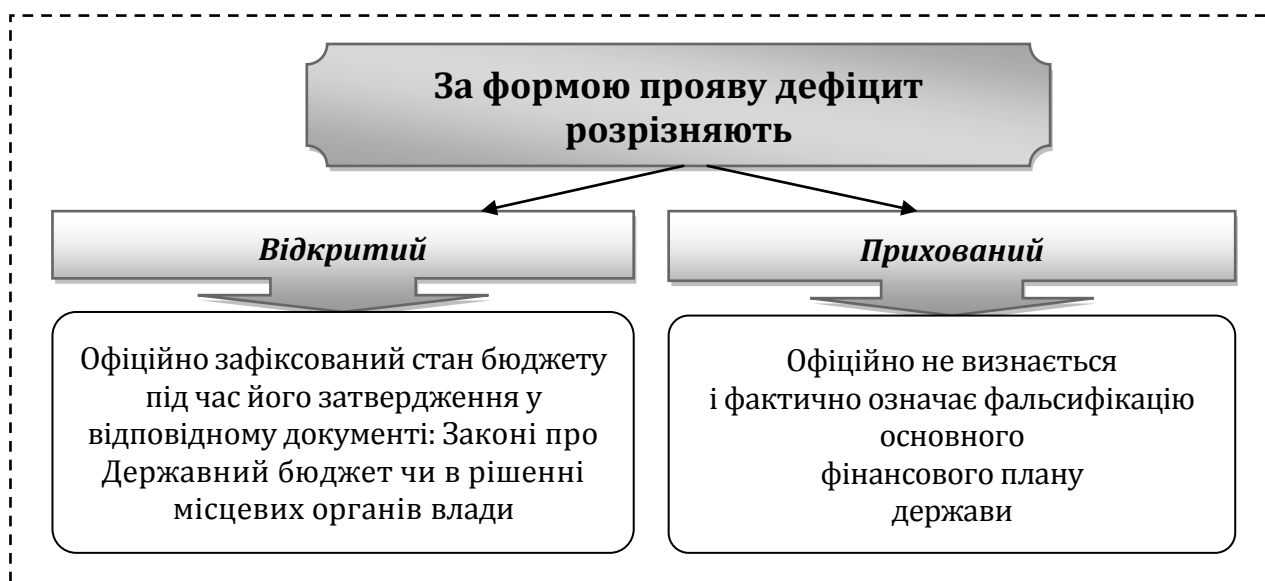 За формою прояву дефіцит
розрізняють
Відкритий
Прихований
Офіційно зафіксований стан бюджету
під час його затвердження у
відповідному документі: Законі про
Державний бюджет чи в рішенні
місцевих органів влади
Офіційно не визнається
і фактично означає фальсифікацію
основного
фінансового плану
держави